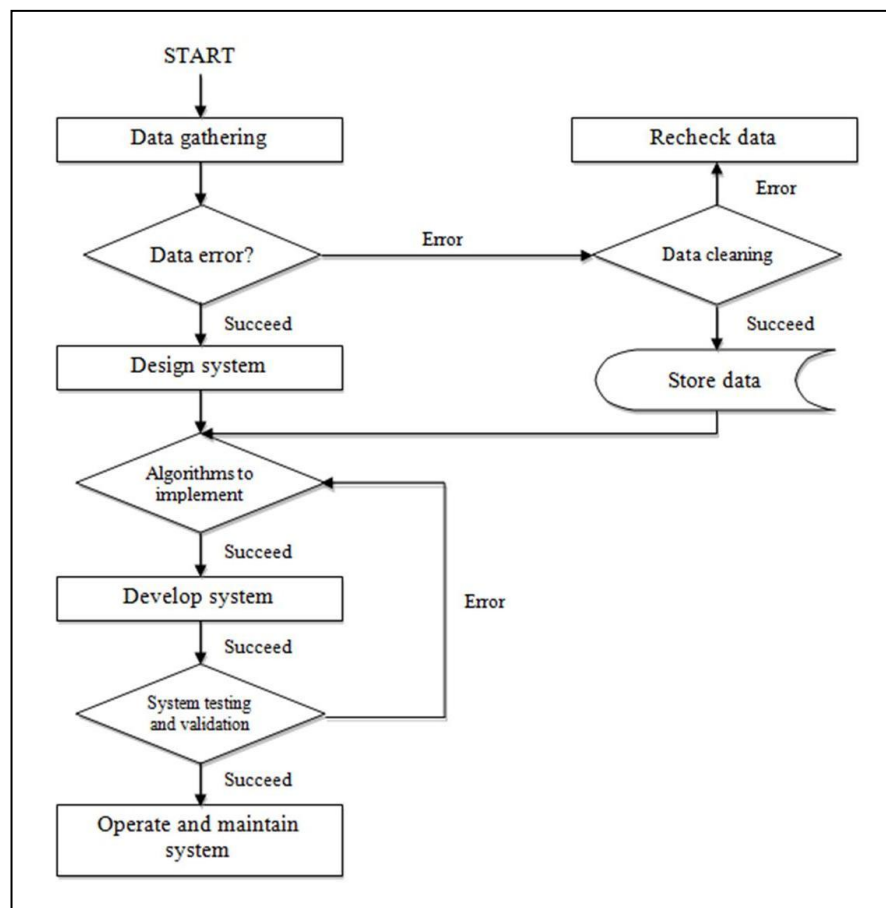 START
Data gathering
Recheck data
Error
Data error?
Error
Data cleaning
Succeed
Succeed
Design system
Store data
Algorithms to
implement
Succeed
Develop system
Error
Succeed
System testing
and validation
Succeed
Operate and maintain
system